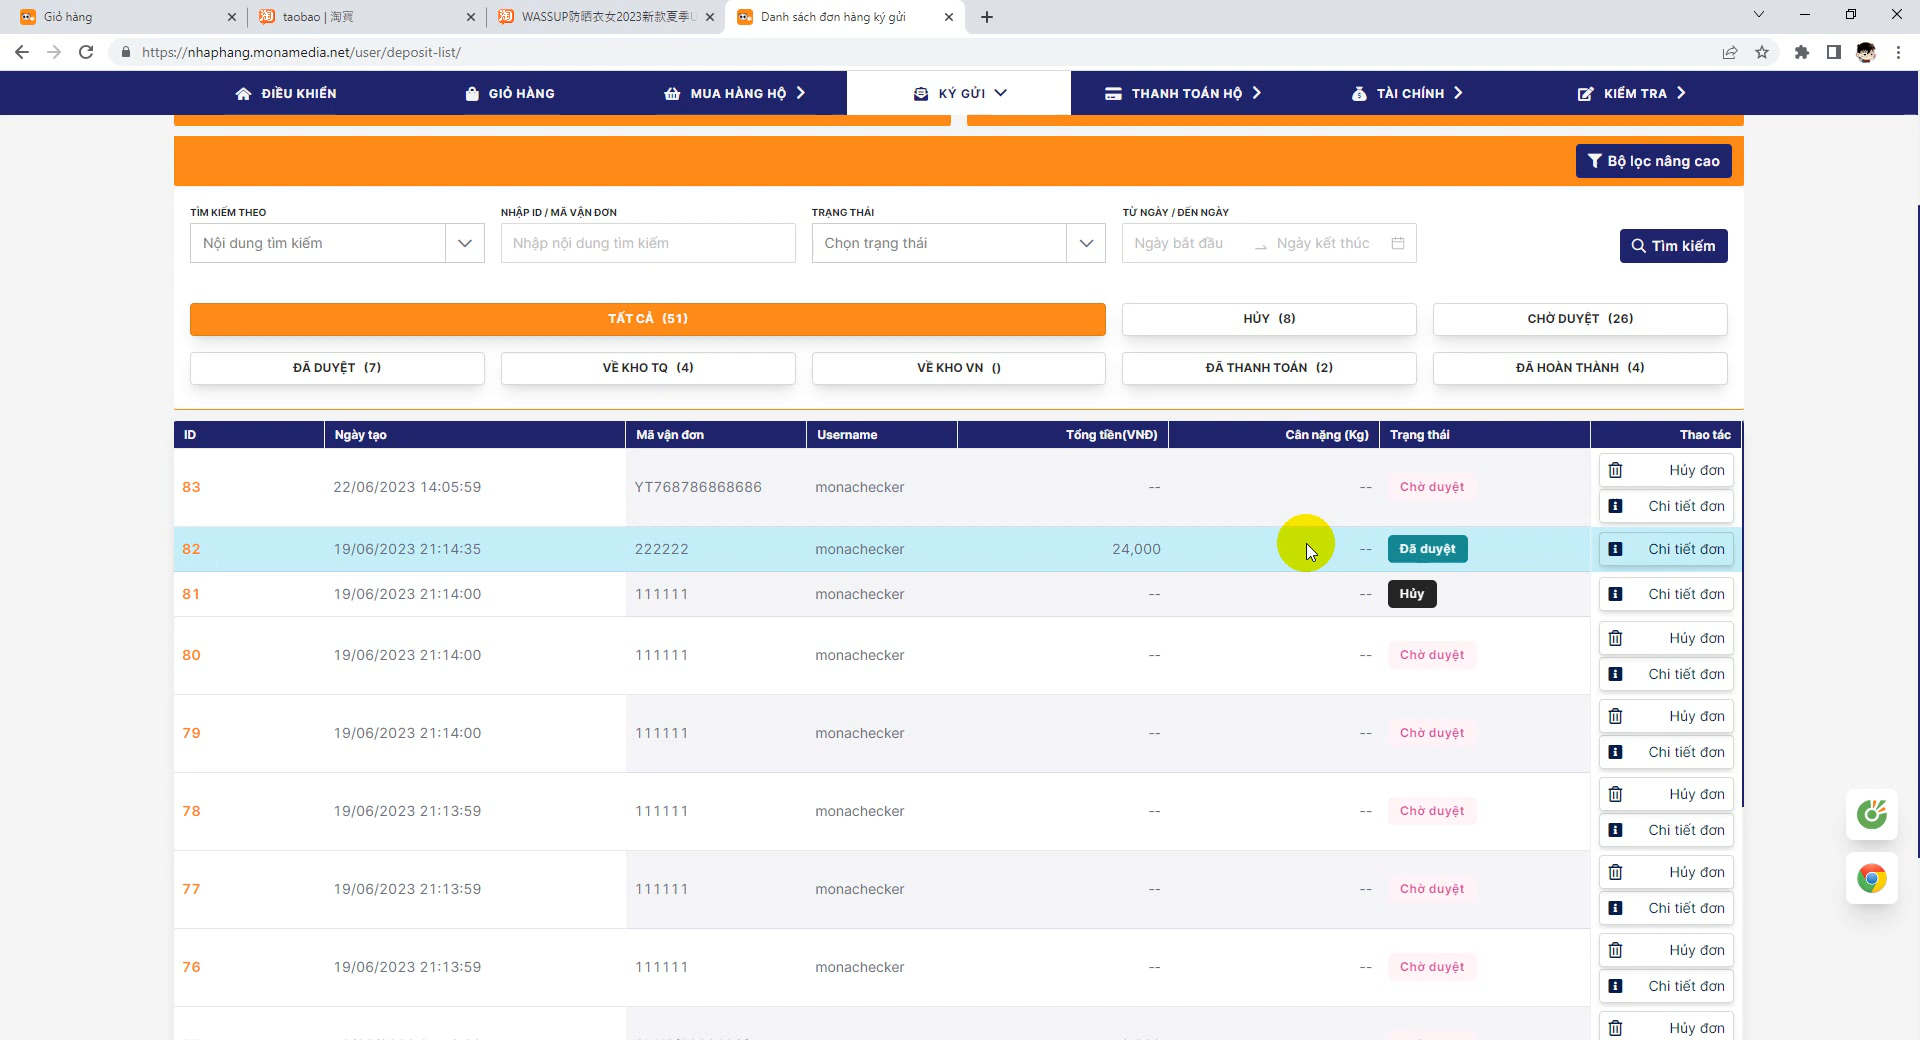 Giỏ hàng
taobao | 淘寶
WASSUP防晒衣女2023新款夏季U
Danh sách đơn hàng ký gửi
https://nhaphang.monamedia.net/user/deposit-list/
ĐIỀU KHIỂN
GIỎ HÀNG
MUA HÀNG HỘ
KÝ GỬI
THANH TOÁN HỘ
TÀI CHÍNH
KIỂM TRA
Bộ lọc nâng cao
TÌM KIẾM THEO
NHẬP ID / MÃ VẬN ĐƠN
TRẠNG THÁI
TỪ NGÀY / ĐẾN NGÀY
Nội dung tìm kiếm
Nhập nội dung tìm kiếm
Chọn trạng thái
Ngày bắt đầu
Ngày kết thúc
Tìm kiếm
TẤT CẢ (51)
HỦY (8)
CHỜ DUYỆT (26)
ĐÃ DUYỆT (7)
VỀ KHO TQ (4)
VỀ KHO VN ()
ĐÃ THANH TOÁN (2)
ĐÃ HOÀN THÀNH (4)
ID Ngày tạo Mã vận đơn Username Tổng tiền(VNĐ) Cân nặng (Kg) Trạng thái Thao tác
83 22/06/2023 14:05:59 YT768786868686 monachecker -- -- Chờ duyệt
Hủy đơn
Chi tiết đơn
82 19/06/2023 21:14:35 222222 monachecker 24,000 -- Đã duyệt Chi tiết đơn
81 19/06/2023 21:14:00 111111 monachecker -- -- Hủy Chi tiết đơn
80 19/06/2023 21:14:00 111111 monachecker -- -- Chờ duyệt
Hủy đơn
Chi tiết đơn
79 19/06/2023 21:14:00 111111 monachecker -- -- Chờ duyệt
Hủy đơn
Chi tiết đơn
78 19/06/2023 21:13:59 111111 monachecker -- -- Chờ duyệt
Hủy đơn
Chi tiết đơn
77 19/06/2023 21:13:59 111111 monachecker -- -- Chờ duyệt
Hủy đơn
Chi tiết đơn
76 19/06/2023 21:13:59 111111 monachecker -- -- Chờ duyệt
Hủy đơn
Chi tiết đơn
Hủy đơn